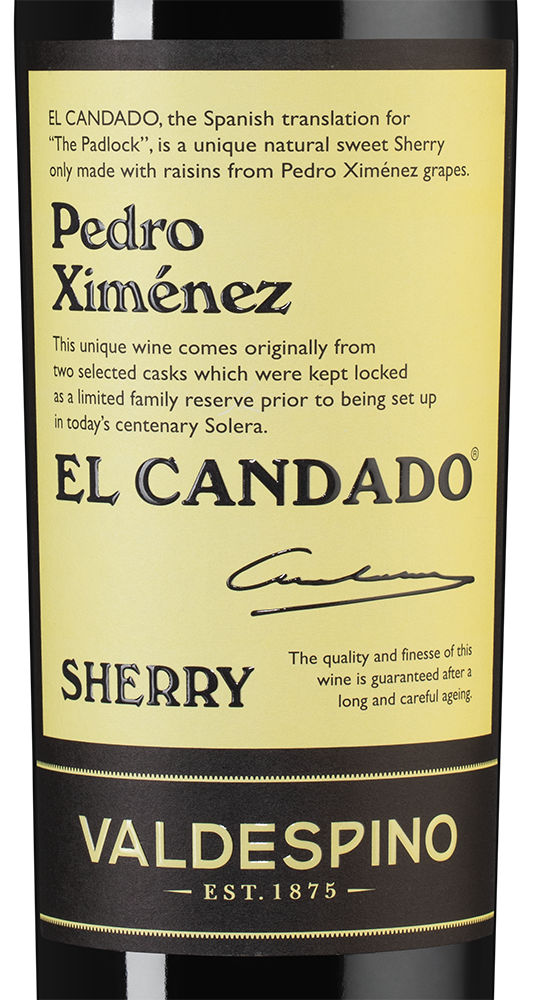 EL CANDADO, the Spanish translation for
"The Padlock", is a unique natural sweet Sherry
only made with raisins from Pedro Ximénez grapes.
Pedro
Ximénez
This unique wine comes originally from
two selected casks which were kept locked
as a limited family reserve prior to being set up
in today's centenary Solera.
EL CANDADO®
SHERRY
The quality and finesse of this
wine is guaranteed after a
long and careful ageing.
VALDESPINO
— EST. 1875 —